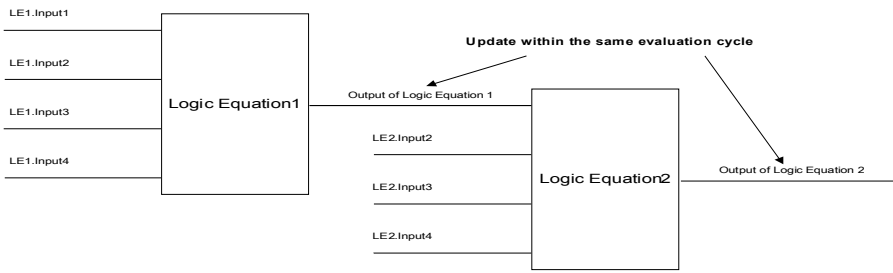 LE1.Input1
LE1.Input2
LE1.Input3
LE1.Input4
Logic Equation1
Update within the same evaluation cycle
Output of Logic Equation 1
LE2.Input2
LE2.Input3
LE2.Input4
Logic Equation2
Output of Logic Equation 2